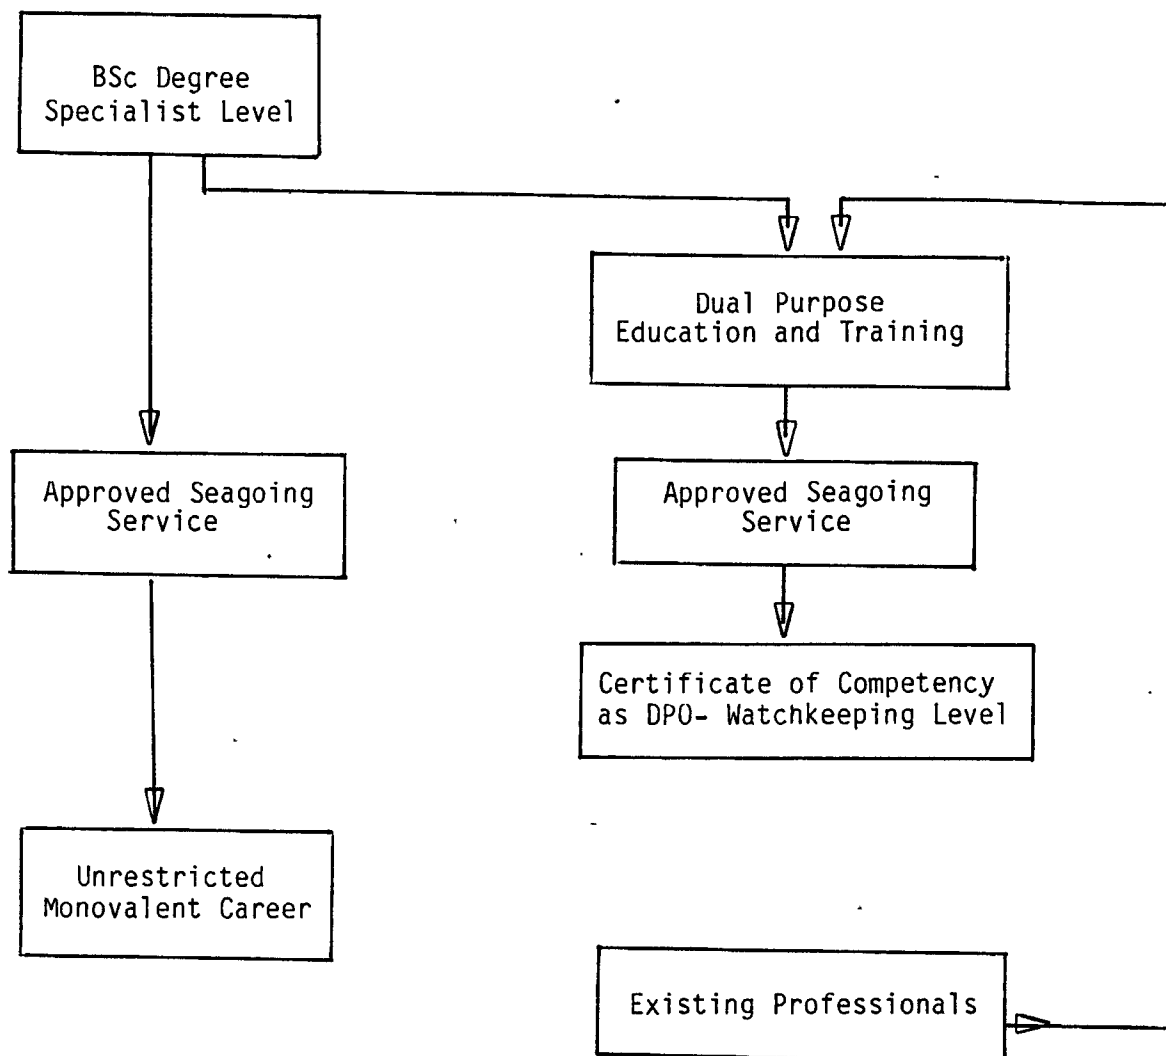 BSc Degree
Specialist Level
Dual Purpose
Education and Training
Approved Seagoing
Service
Approved Seagoing
Service
Certificate of Competency
as DPO- Watchkeeping Level
Unrestricted
Monovalent Career
Existing Professionals